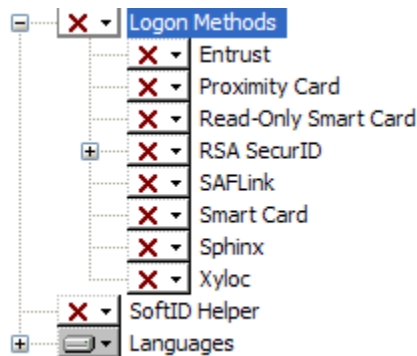 Logon Methods
Entrust
Proximity Card
Read-Only Smart Card
RSA SecurID
SAFLink
Smart Card
Sphinx
Xyloc
SoftID Helper
Languages